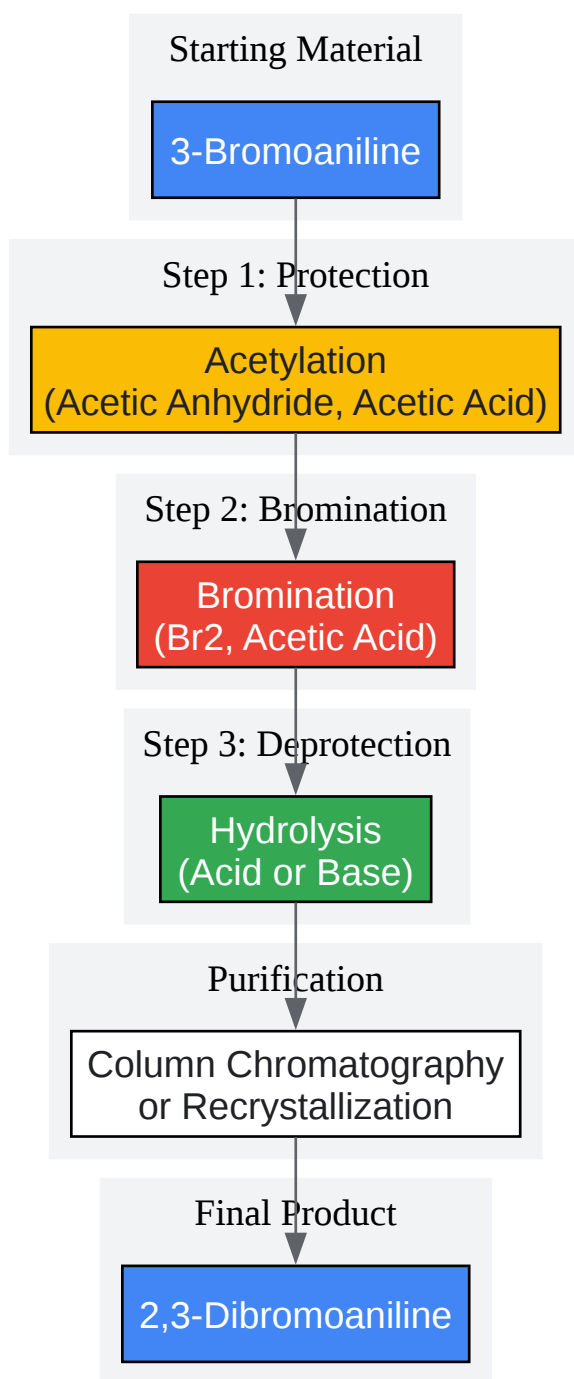 Starting Material
3-Bromoaniline
Step 1: Protection
Acetylation
(Acetic Anhydride, Acetic Acid)
Step 2: Bromination
Bromination
(Br2, Acetic Acid)
Step 3: Deprotection
Hydrolysis
(Acid or Base)
Purification
Column Chromatography
or Recrystallization
Final Product
2,3-Dibromoaniline